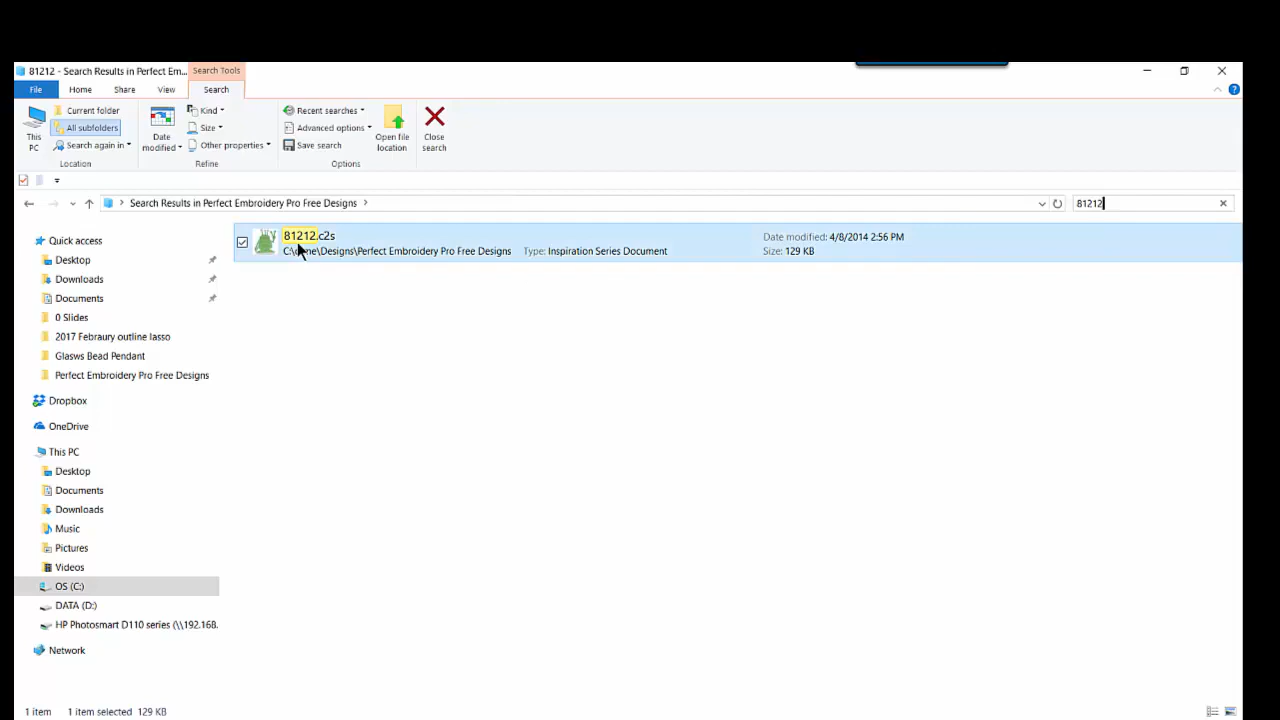 81212 - Search Results in Perfect Em...
Search Tools
File
Home
Share
View
Search
This PC
Current folder
All subfolders
Search again in
Location
Date modified
Kind
Size
Other properties
Refine
Recent searches
Advanced options
Save search
Options
Open file location
Close search
Search Results in Perfect Embroidery Pro Free Designs
81212
Quick access
Desktop
Downloads
Documents
0 Slides
2017 Febraury outline lasso
Glasws Bead Pendant
Perfect Embroidery Pro Free Designs
Dropbox
OneDrive
This PC
Desktop
Documents
Downloads
Music
Pictures
Videos
OS (C:)
DATA (D:)
HP Photosmart D110 series (\\192.168.
Network
81212.c2s
Designs\Perfect Embroidery Pro Free Designs
Type: Inspiration Series Document
Date modified: 4/8/2014 2:56 PM
Size: 129 KB
1 item
1 item selected 129 KB